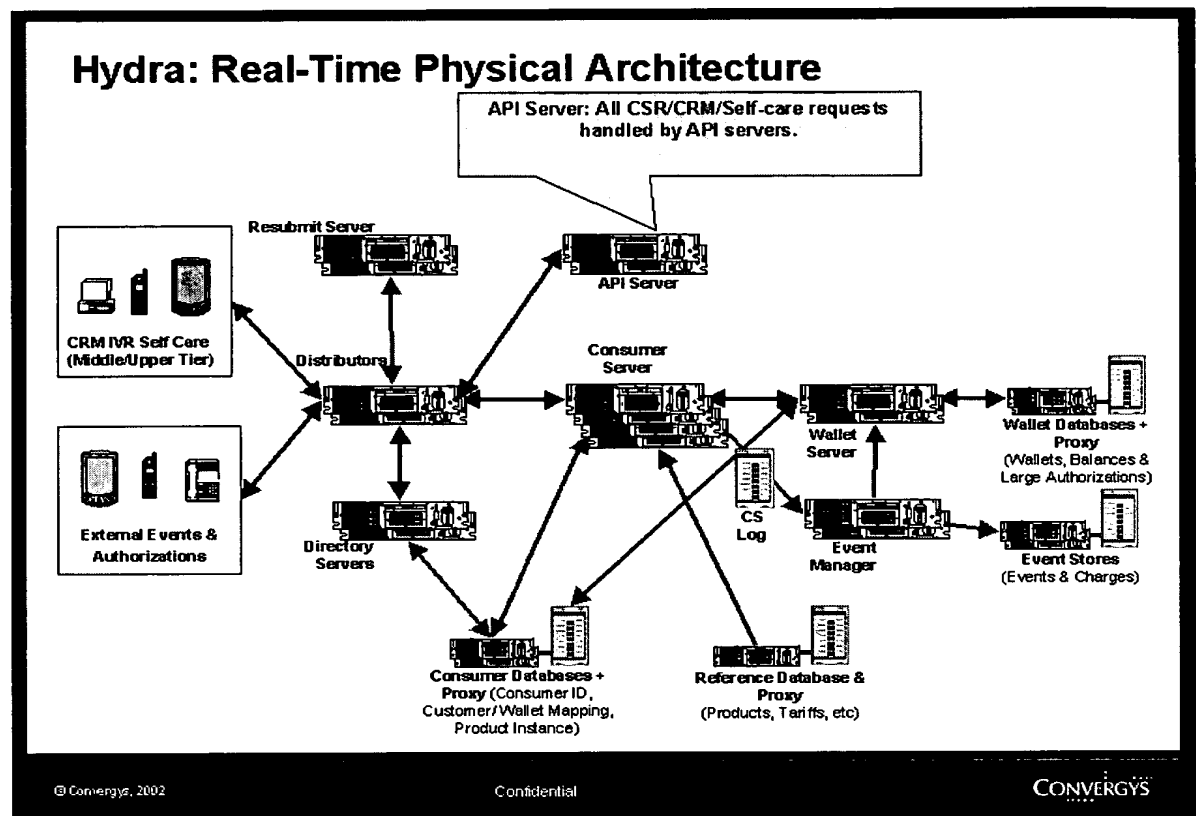 Hydra: Real-Time Physical Architecture
API Server: All CSR/CRM/Self-care requests
handled by API servers.
Resubmit Server
API Server
CRM IVR Self Care
(Middle/Upper Tier)
Distributors
Consumer
Server
Wallet
Server
Wallet Databases +
Proxy
(Wallets, Balances &
Large Authorizations)
External Events &
Authorizations
Directory
Servers
CS
Log
Event
Manager
Event Stores
(Events & Charges)
Consumer Databases +
Proxy (Consumer ID,
Customer/Wallet Mapping,
Product Instance)
Reference Database &
Proxy
(Products, Tariffs, etc)
© Convergys, 2002
Confidential
CONVERGYS